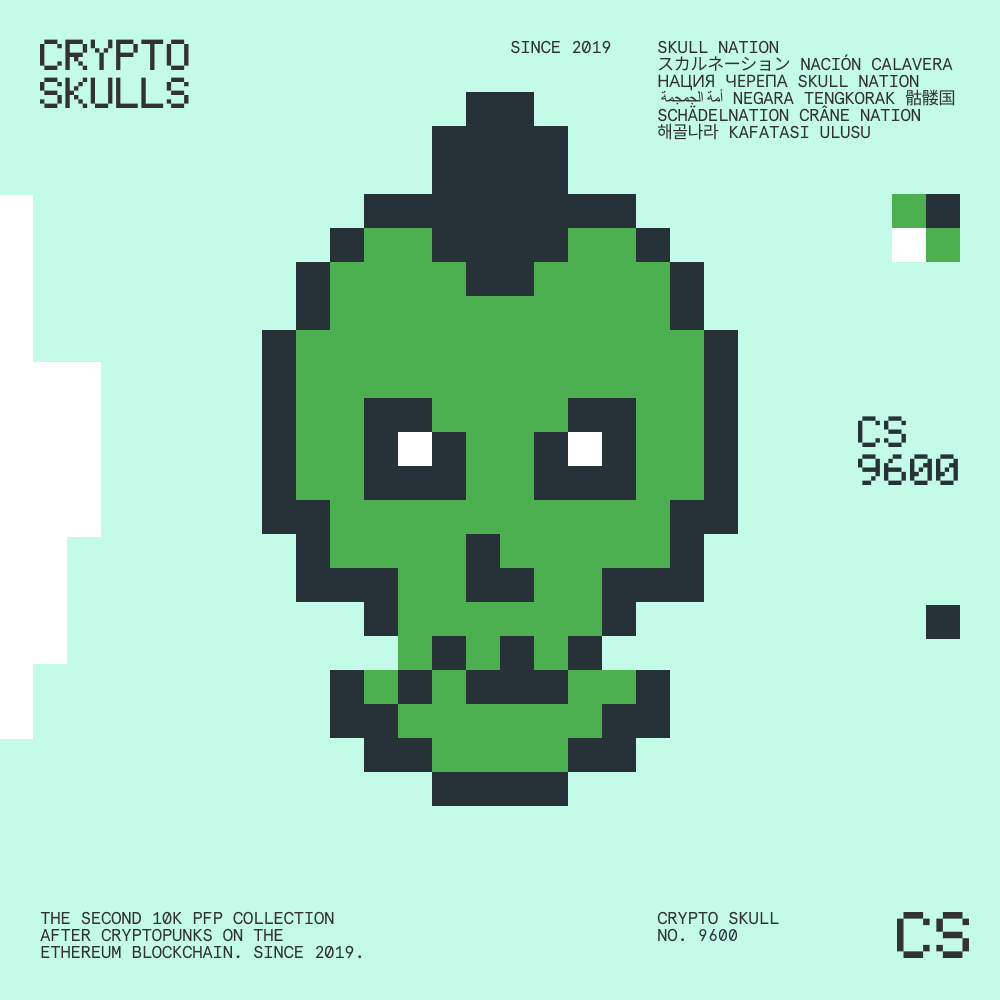 CRYPTO
SKULLS
SINCE 2019
SKULL NATION
スカルネーション NACIÓN CALAVERA
НАЦИЯ ЧЕРЕПА SKULL NATION
أمة الجمجمة NEGARA TENGKORAK 骷髅国
SCHÄDELNATION CRÂNE NATION
해골나라 KAFATASI ULUSU
CS
9600
THE SECOND 10K PFP COLLECTION
AFTER CRYPTOPUNKS ON THE
ETHEREUM BLOCKCHAIN. SINCE 2019.
CRYPTO SKULL
NO. 9600
CS